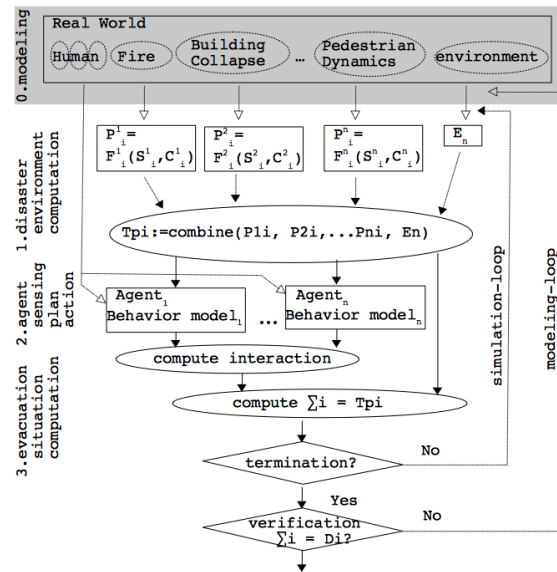 Real World
Human
Fire
Building
Collapse
...
Pedestrian
Dynamics
environment
0.modeling
P¹ᵢ=
F¹ᵢ(S¹ᵢ,C¹ᵢ)
P²ᵢ=
F²ᵢ(S²ᵢ,C²ᵢ)
Pⁿᵢ=
Fⁿᵢ(Sⁿᵢ,Cⁿᵢ)
Eₙ
1.disaster
environment
computation
Tpi:=combine(P1i, P2i,...Pni, En)
2.agent
sensing
plan
action
Agent₁
Behavior model₁
...
Agentₙ
Behavior modelₙ
compute interaction
3.evacuation
situation
computation
compute ∑i = Tpi
simulation-loop
modeling-loop
termination?
No
Yes
verification
∑i = Di?
No